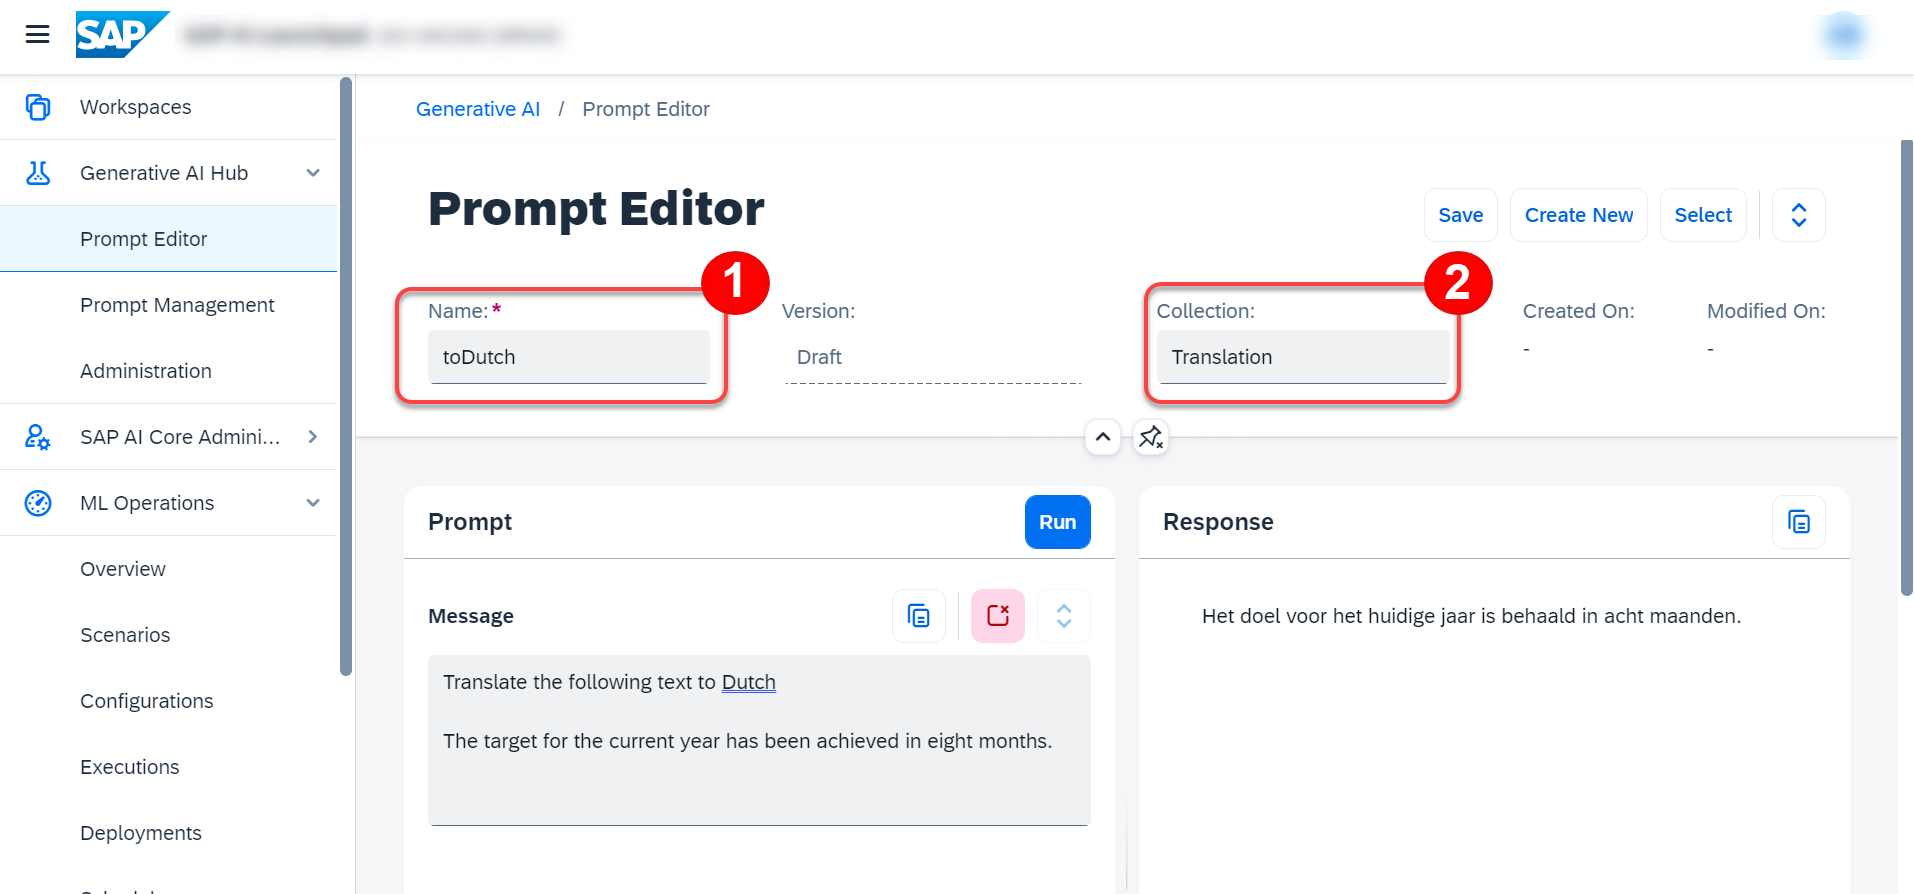 SAP
Workspaces
Generative AI Hub
Prompt Editor
Prompt Management
Administration
SAP AI Core Admini...
ML Operations
Overview
Scenarios
Configurations
Executions
Deployments
Generative AI / Prompt Editor
Prompt Editor
Save
Create New
Select
1
2
Name:*
toDutch
Version:
Draft
Collection:
Translation
Created On:
-
Modified On:
-
Prompt
Run
Message
Translate the following text to Dutch
The target for the current year has been achieved in eight months.
Response
Het doel voor het huidige jaar is behaald in acht maanden.